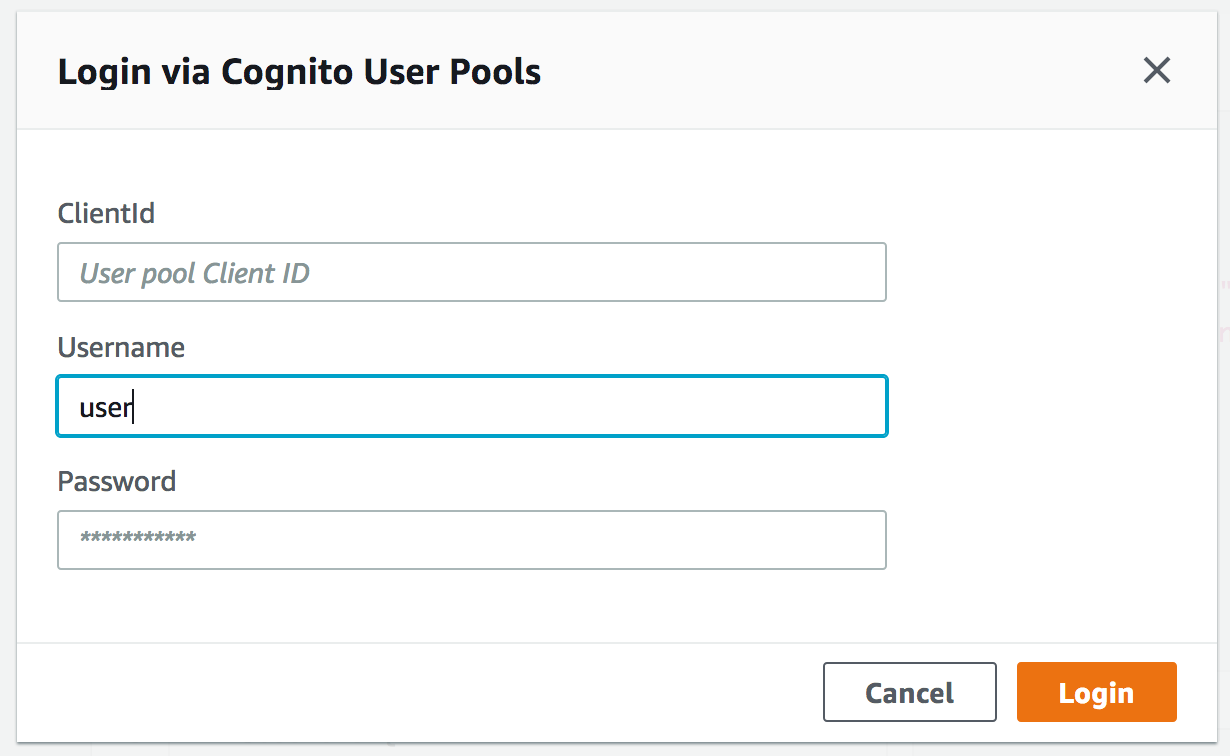 Login via Cognito User Pools
ClientId
User pool Client ID
Username
user
Password
***********
Cancel
Login